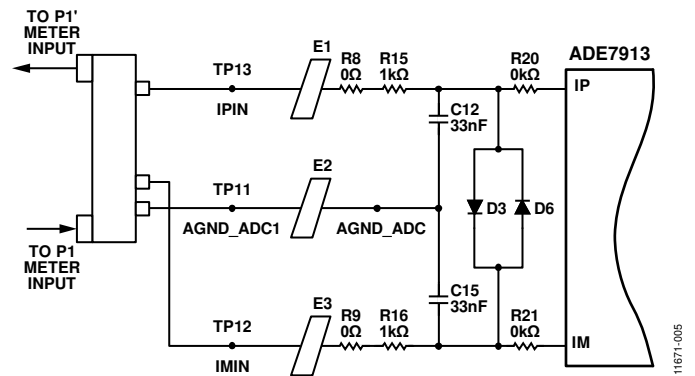 TO P1'
METER
INPUT
TP13
IPIN
E1
R8
0Ω
R15
1kΩ
R20
0kΩ
ADE7913
IP
C12
33nF
E2
TP11
AGND_ADC1
AGND_ADC
D3
D6
TO P1
METER
INPUT
C15
33nF
E3
TP12
IMIN
R9
0Ω
R16
1kΩ
R21
0kΩ
IM
11671-005